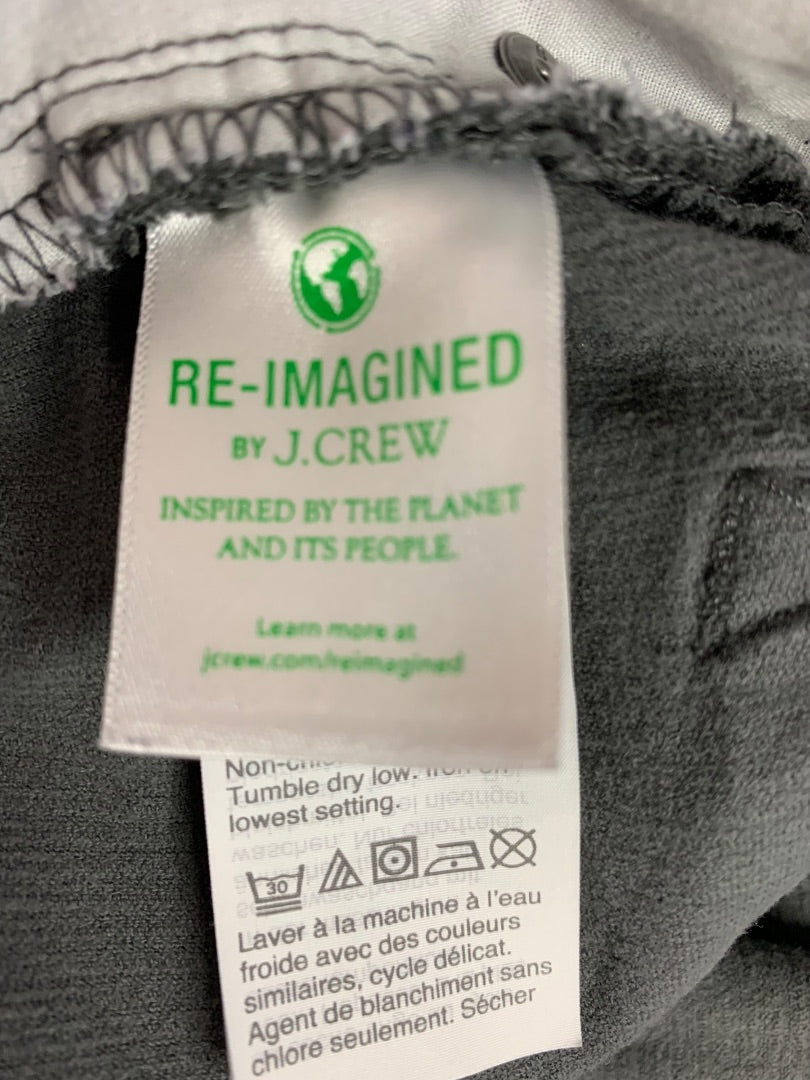 RE-IMAGINED
BY J.CREW
INSPIRED BY THE PLANET
AND ITS PEOPLE.
Learn more at
jcrew.com/reimagined
Tumble dry low.
lowest setting.
30
Laver à la machine à l'eau
froide avec des couleurs
similaires, cycle délicat.
Agent de blanchiment sans
chlore seulement. Sécher